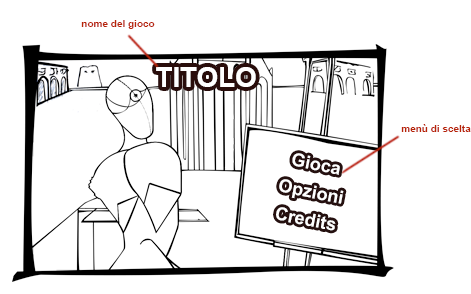 nome del gioco
TITOLO
menù di scelta
Gioca
Opzioni
Credits